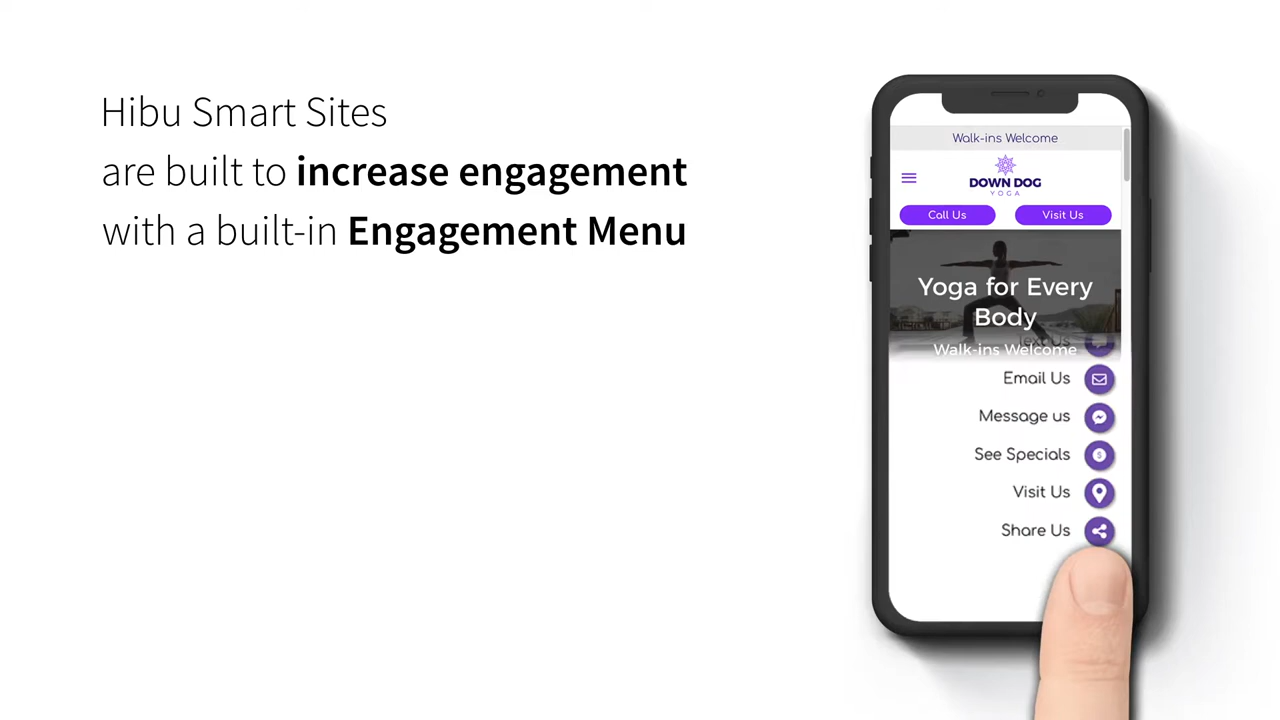 Hibu Smart Sites
are built to increase engagement
with a built-in Engagement Menu
Walk-ins Welcome
DOWN DOG
YOGA
Call Us
Visit Us
Yoga for Every
Body
Text Us
Walk-ins Welcome
Email Us
Message us
See Specials
Visit Us
Share Us